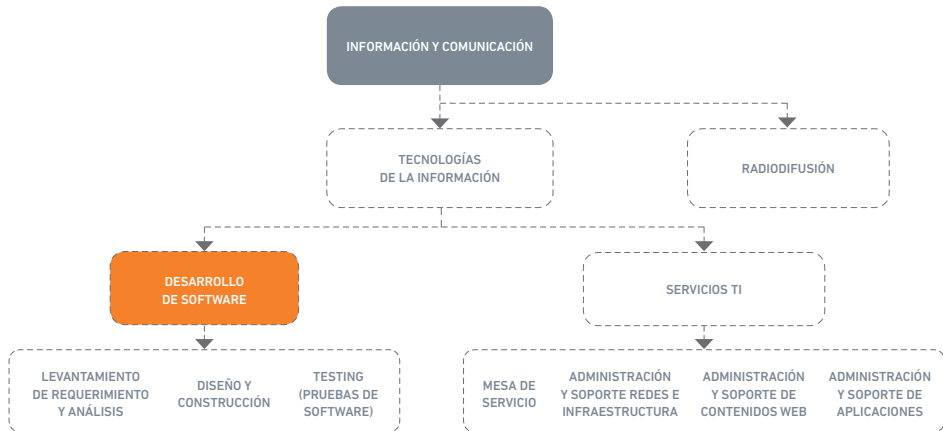 INFORMACIÓN Y COMUNICACIÓN
TECNOLOGÍAS
DE LA INFORMACIÓN
RADIODIFUSIÓN
DESARROLLO
DE SOFTWARE
SERVICIOS TI
LEVANTAMIENTO
DE REQUERIMIENTO
Y ANÁLISIS
DISEÑO Y
CONSTRUCCIÓN
TESTING
(PRUEBAS DE
SOFTWARE)
MESA DE
SERVICIO
ADMINISTRACIÓN
Y SOPORTE REDES E
INFRAESTRUCTURA
ADMINISTRACIÓN
Y SOPORTE DE
CONTENIDOS WEB
ADMINISTRACIÓN
Y SOPORTE DE
APLICACIONES